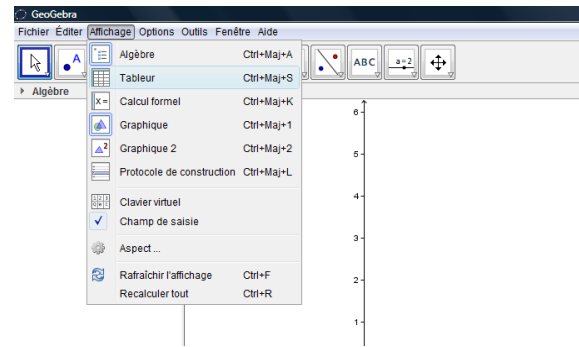 GeoGebra
Fichier Éditer Affichage Options Outils Fenêtre Aide
A
ABC
a=2
Algèbre
Algèbre Ctrl+Maj+A
Tableur Ctrl+Maj+S
X= Calcul formel Ctrl+Maj+K
Graphique Ctrl+Maj+1
2 Graphique 2 Ctrl+Maj+2
Protocole de construction Ctrl+Maj+L
Clavier virtuel
Champ de saisie
Aspect ...
Rafraîchir l'affichage Ctrl+F
Recalculer tout Ctrl+R
6
5
4
3
2
1